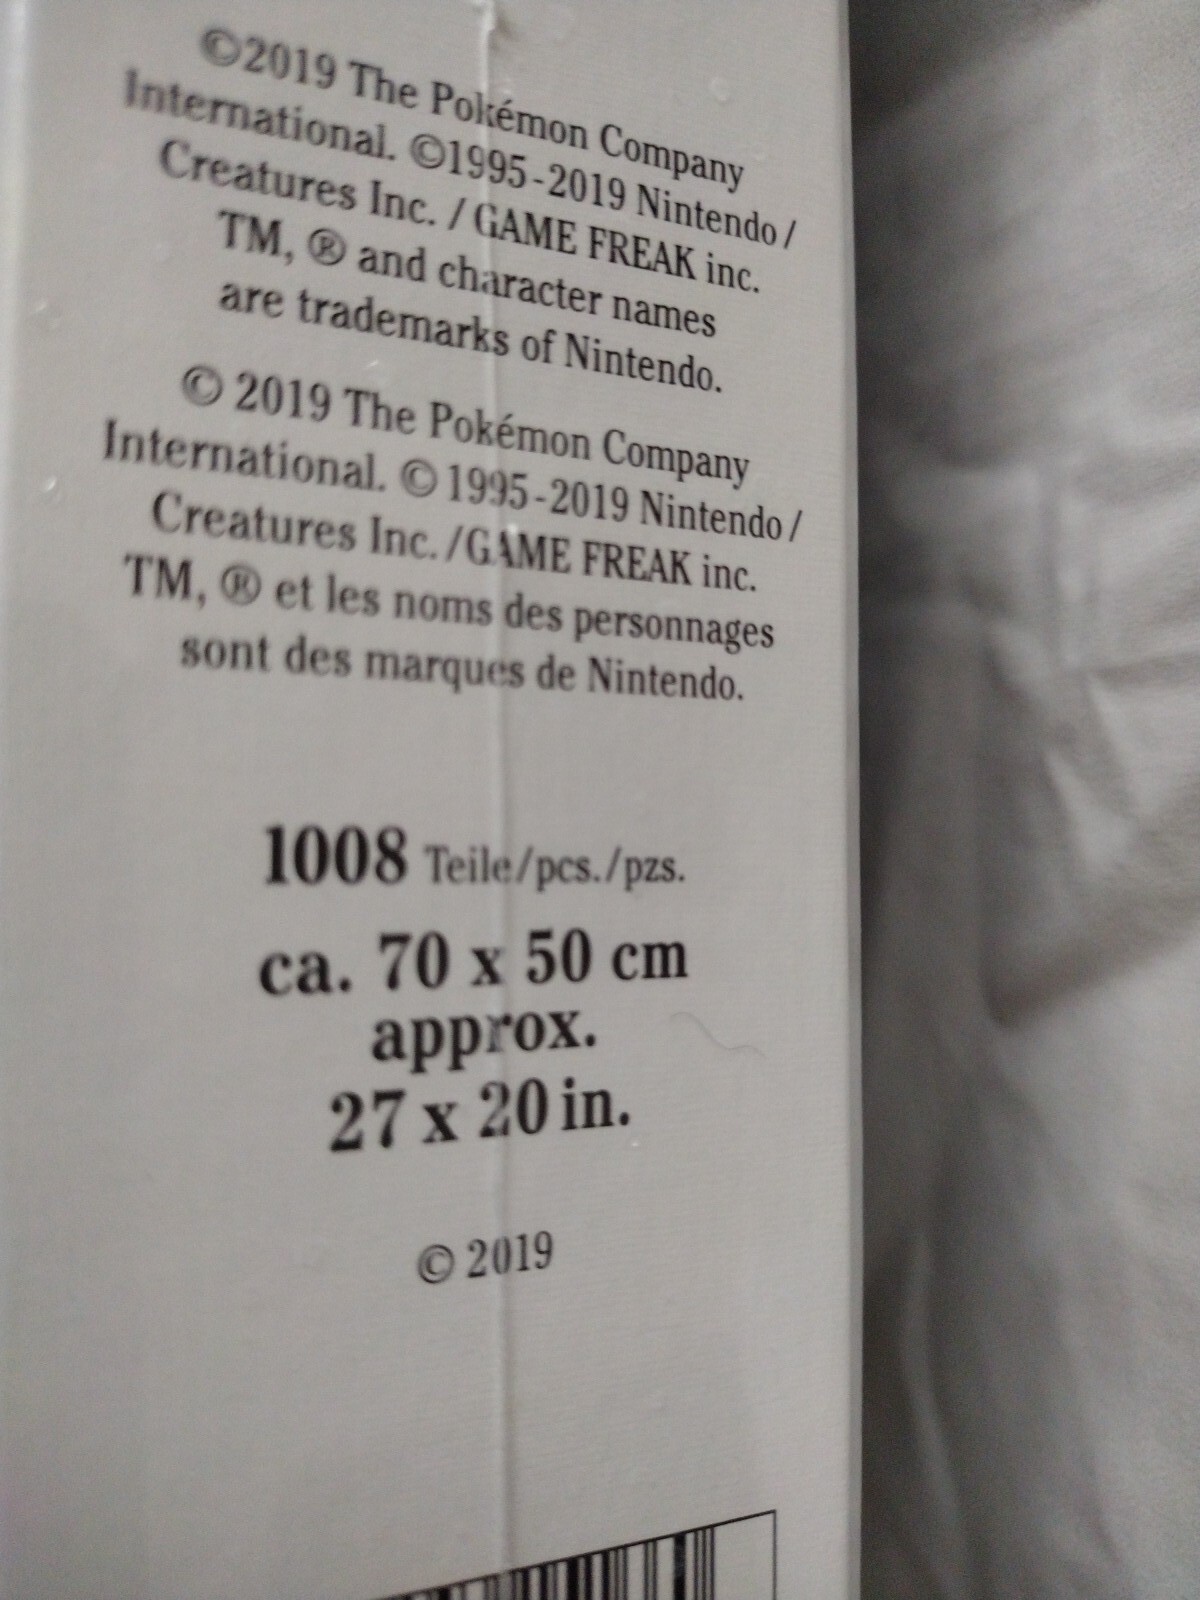 ©2019 The Pokémon Company
International. ©1995-2019 Nintendo /
Creatures Inc. / GAME FREAK inc.
TM, ® and character names
are trademarks of Nintendo.
© 2019 The Pokémon Company
International. © 1995-2019 Nintendo /
Creatures Inc. /GAME FREAK inc.
TM, ® et les noms des personnages
sont des marques de Nintendo.
1008 Teile/pcs./pzs.
ca. 70 x 50 cm
approx.
27 x 20 in.
© 2019